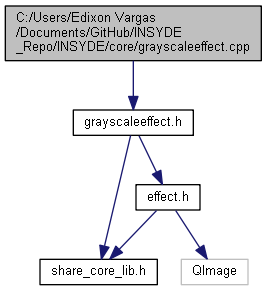 C:/Users/Edixon Vargas
/Documents/GitHub/INSYDE
_Repo/INSYDE/core/grayscaleeffect.cpp
grayscaleeffect.h
effect.h
share_core_lib.h
QImage